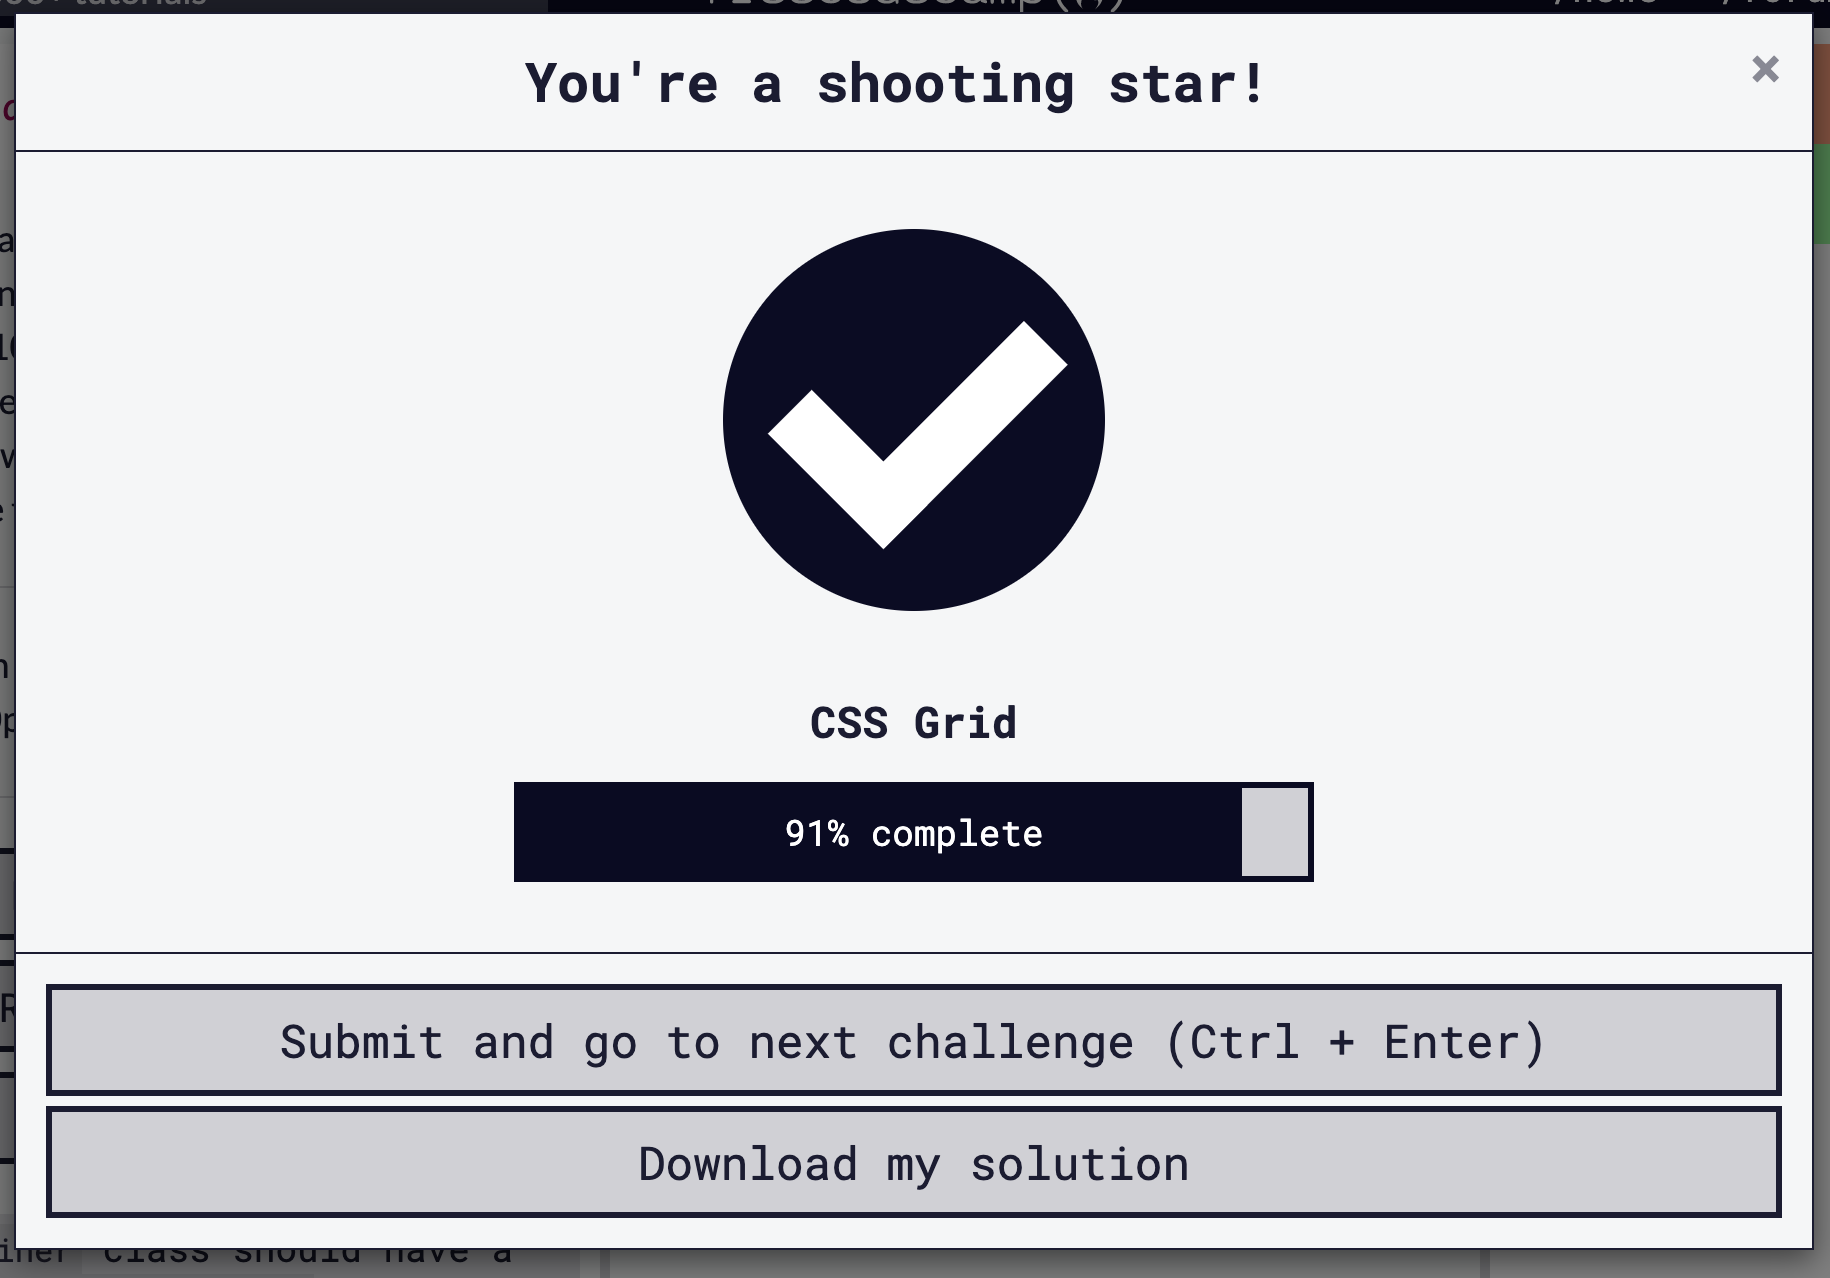 tutorials
You're a shooting star!
×
CSS Grid
91% complete
Submit and go to next challenge (Ctrl + Enter)
Download my solution
class should have a